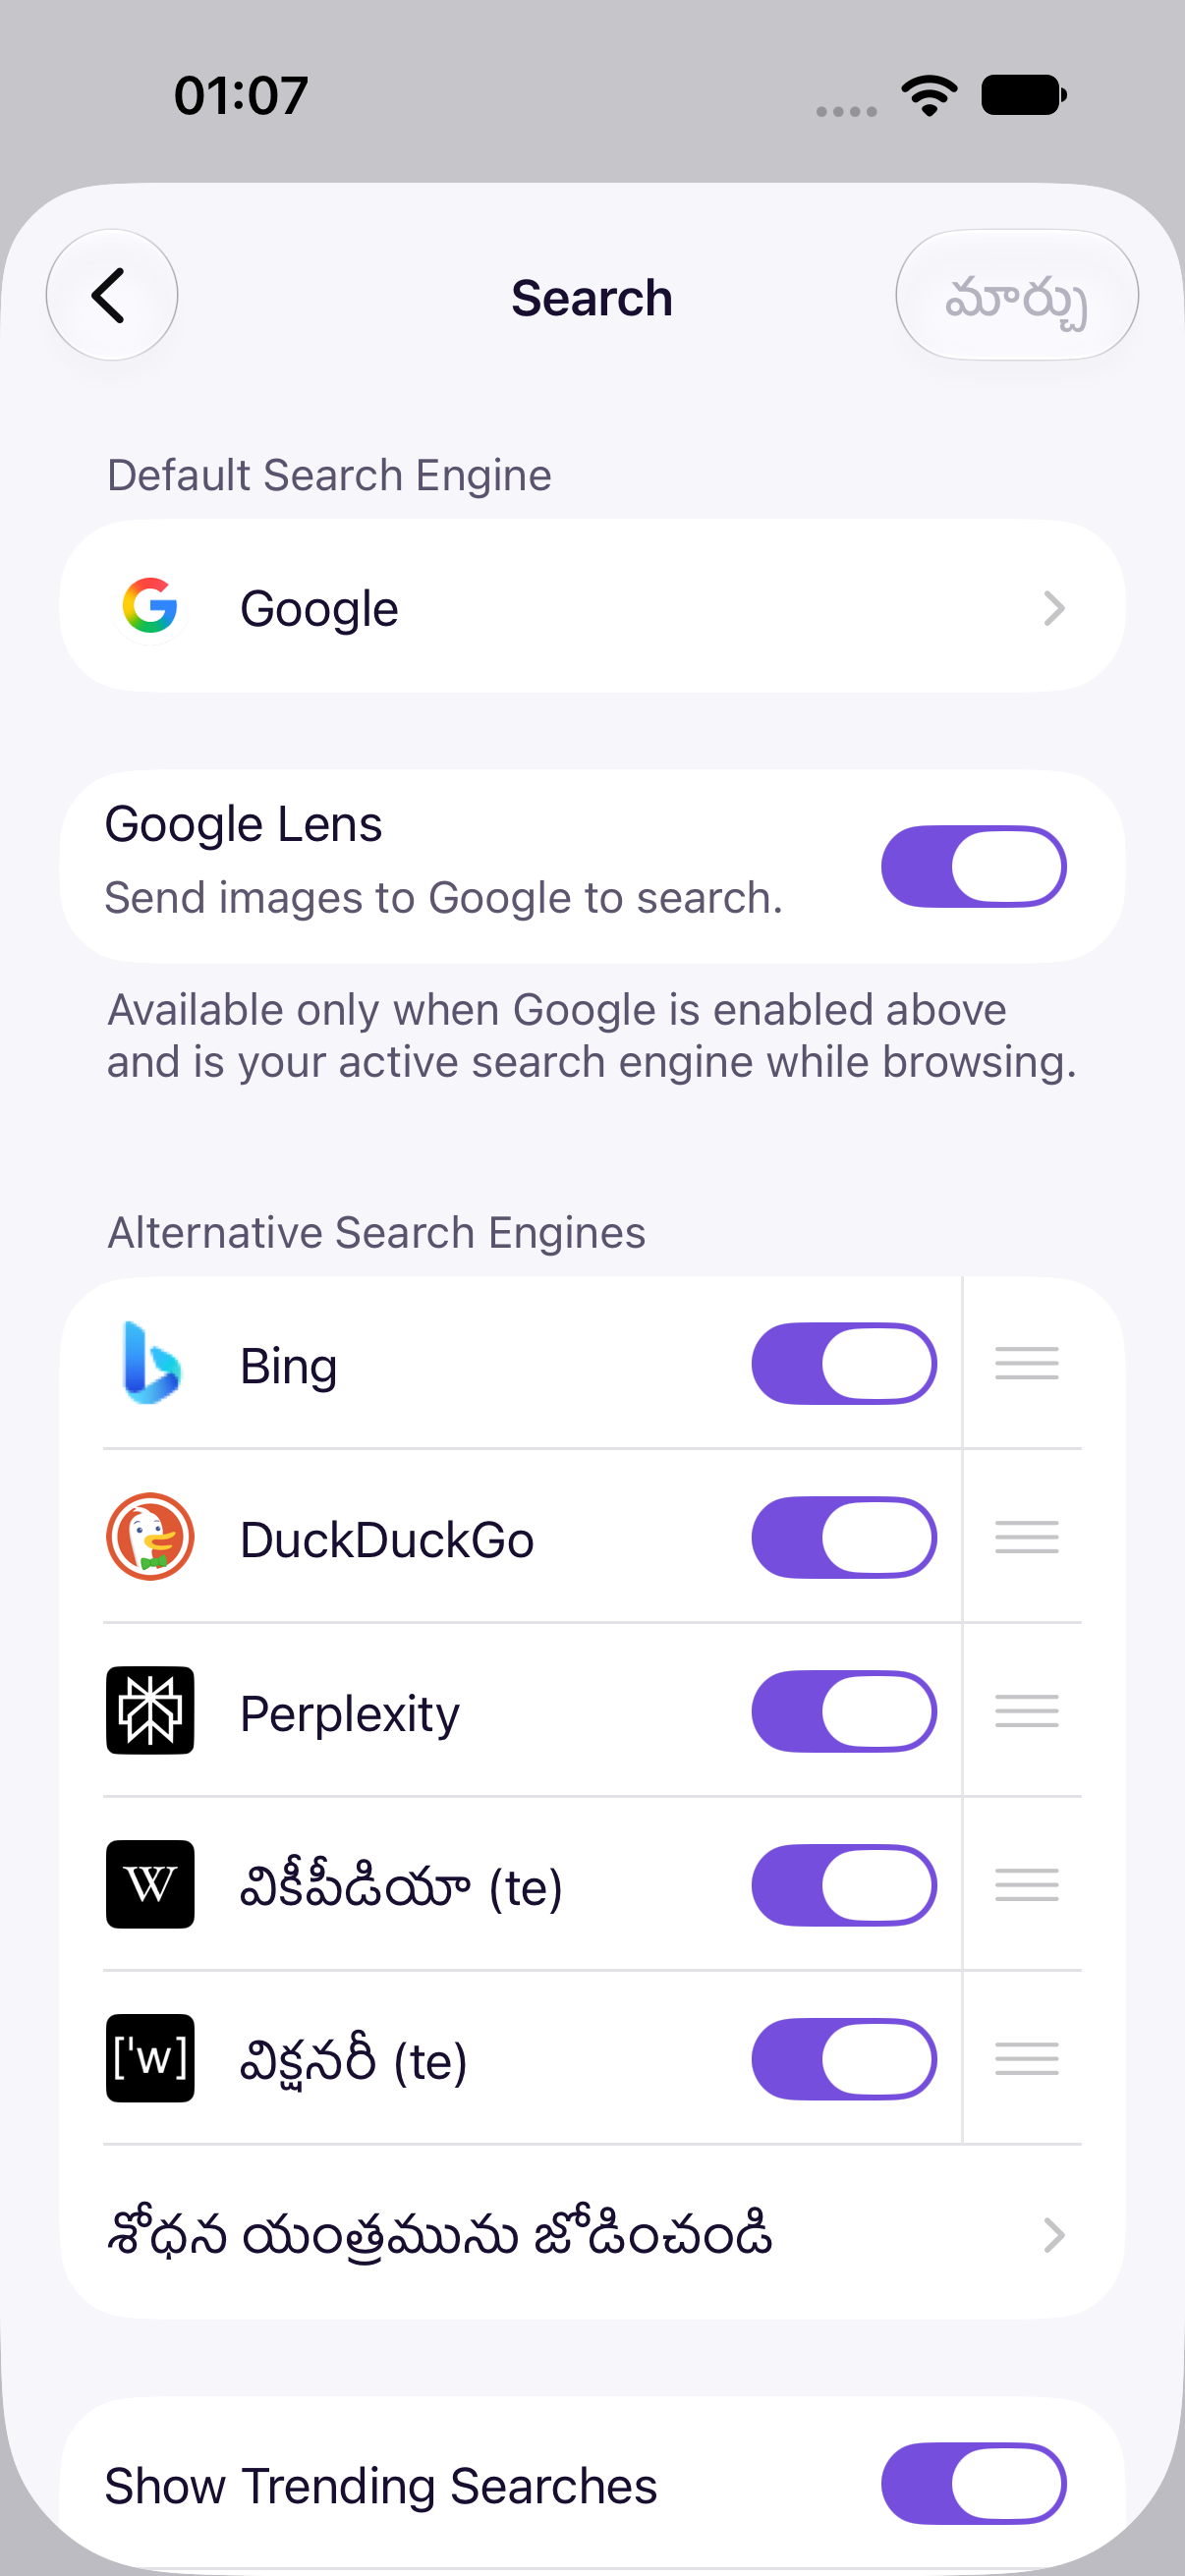 01:07
Search
మార్చు
Default Search Engine
Google
Google Lens
Send images to Google to search.
Available only when Google is enabled above
and is your active search engine while browsing.
Alternative Search Engines
Bing
DuckDuckGo
Perplexity
W
వికీపీడియా (te)
['w]
విక్షనరీ (te)
శోధన యంత్రమును జోడించండి
Show Trending Searches